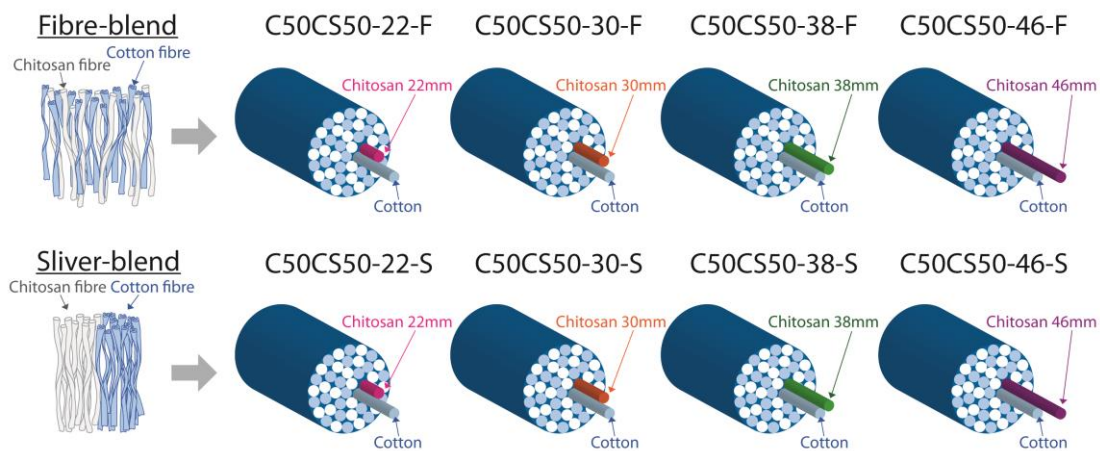 Fibre-blend
Chitosan fibre
Cotton fibre
C50CS50-22-F
Chitosan 22mm
Cotton
C50CS50-30-F
Chitosan 30mm
Cotton
C50CS50-38-F
Chitosan 38mm
Cotton
C50CS50-46-F
Chitosan 46mm
Cotton
Sliver-blend
Chitosan fibre
Cotton fibre
C50CS50-22-S
Chitosan 22mm
Cotton
C50CS50-30-S
Chitosan 30mm
Cotton
C50CS50-38-S
Chitosan 38mm
Cotton
C50CS50-46-S
Chitosan 46mm
Cotton